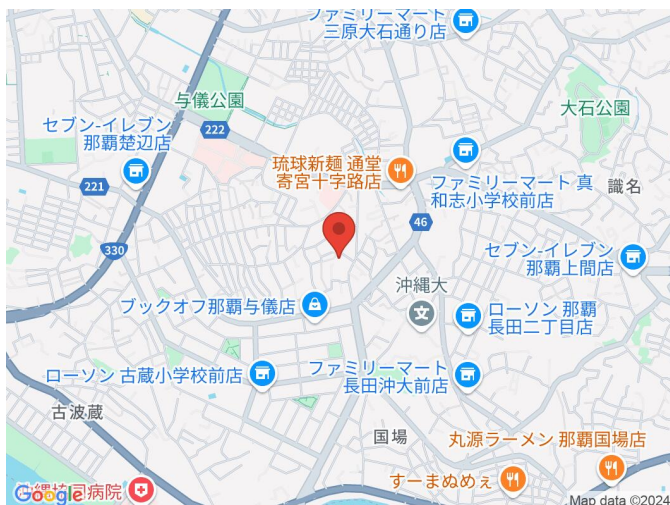 ファミリーマート
三原大石通り店
与儀公園
大石公園
セブン-イレブン
那覇楚辺店
222
琉球新麺 通堂
寄宮十字路店
ファミリーマート 真
和志小学校前店
識名
221
46
330
セブン-イレブン
那覇上間店
沖縄大
ブックオフ那覇与儀店
ローソン 那覇
長田二丁目店
ローソン 古蔵小学校前店
ファミリーマート
長田沖大前店
古波蔵
国場
丸源ラーメン 那覇国場店
すーまぬめぇ
病院
Google
Map data ©2024